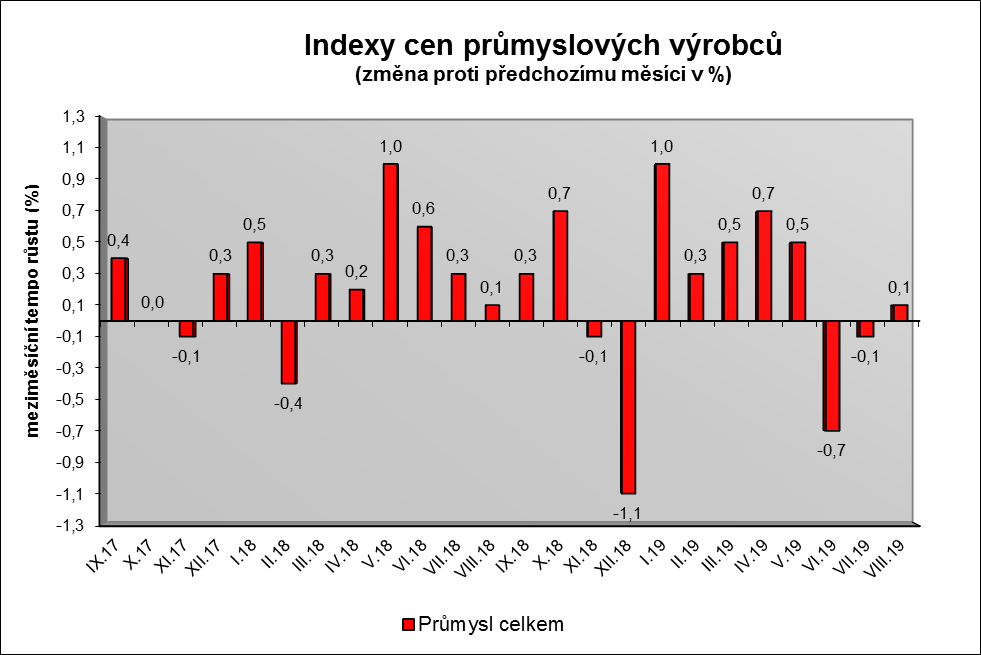 Indexy cen průmyslových výrobců
(změna proti předchozímu měsíci v %)
meziměsíční tempo růstu (%)
1,3
1,1
0,9
0,7
0,5
0,3
0,1
-0,1
-0,3
-0,5
-0,7
-0,9
-1,1
-1,3
0,4
0,0
-0,1
0,3
0,5
-0,4
0,3
0,2
1,0
0,6
0,3
0,1
0,3
0,7
-0,1
-1,1
1,0
0,3
0,5
0,7
0,5
-0,7
-0,1
0,1
IX.17
X.17
XI.17
XII.17
I.18
II.18
III.18
IV.18
V.18
VI.18
VII.18
VIII.18
IX.18
X.18
XI.18
XII.18
I.19
II.19
III.19
IV.19
V.19
VI.19
VII.19
VIII.19
Průmysl celkem